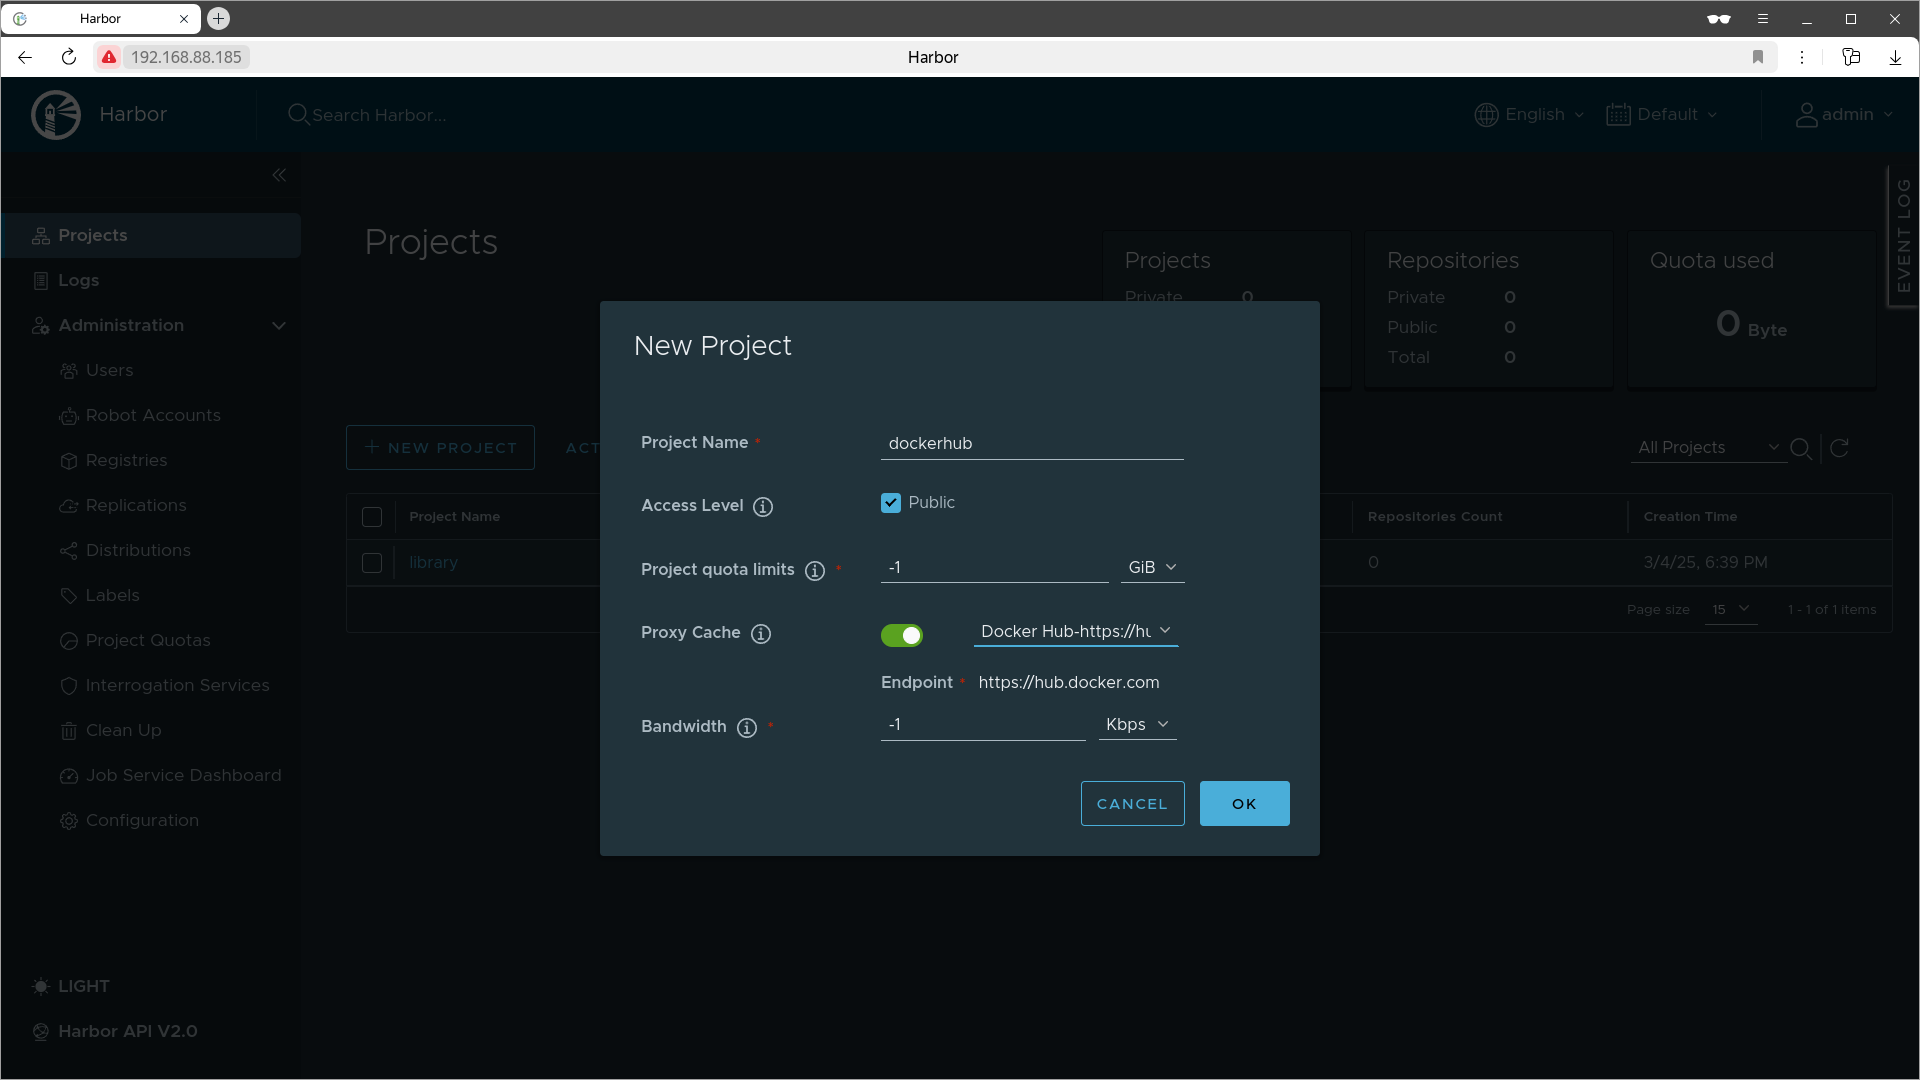 Harbor
192.168.88.185
Harbor
Harbor
Search Harbor...
English
Default
admin
EVENT LOG
Projects
Logs
Administration
Users
Robot Accounts
Registries
Replications
Distributions
Labels
Project Quotas
Interrogation Services
Clean Up
Job Service Dashboard
Configuration
LIGHT
Harbor API V2.0
Projects
Projects
Private 0
Repositories
Private 0
Public 0
Total 0
Quota used
0 Byte
+ NEW PROJECT
ACT
All Projects
Project Name
Repositories Count
Creation Time
library
0
3/4/25, 6:39 PM
Page size 15
1 - 1 of 1 items
New Project
Project Name * dockerhub
Access Level Public
Project quota limits * -1 GiB
Proxy Cache Docker Hub-https://hu
Endpoint * https://hub.docker.com
Bandwidth * -1 Kbps
CANCEL
OK